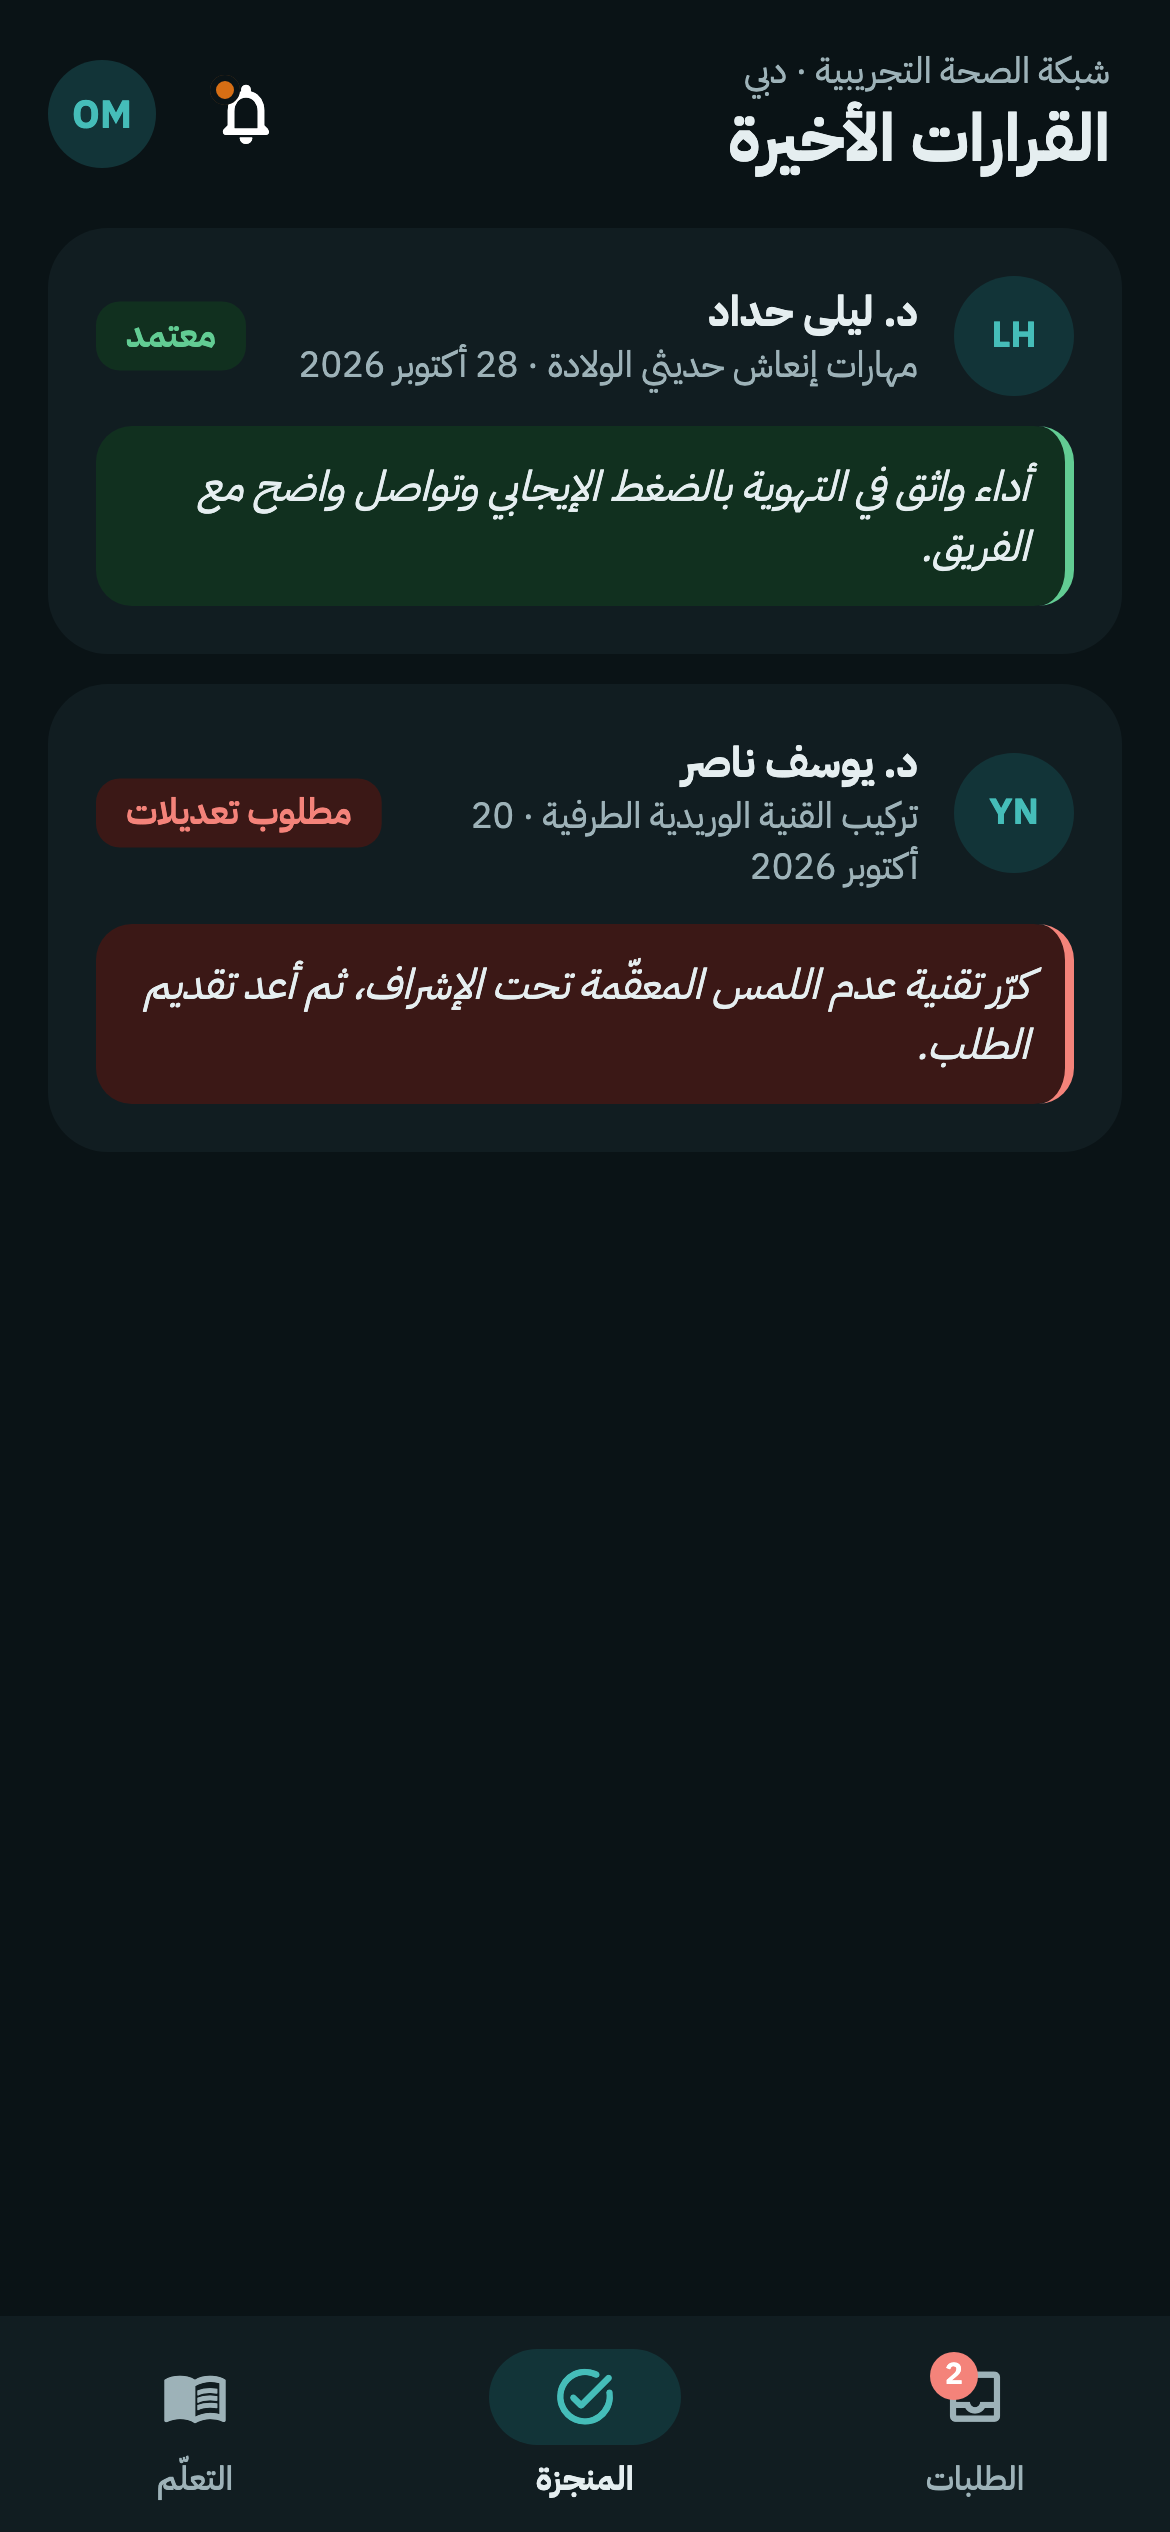 شبكة الصحة التجريبية · دبي
القرارات الأخيرة
OM
LH
د. ليلى حداد
مهارات إنعاش حديثي الولادة · 28 أكتوبر 2026
معتمد
أداء واثق في التهوية بالضغط الإيجابي وتواصل واضح مع
الفريق.
YN
د. يوسف ناصر
تركيب القنية الوريدية الطرفية · 20
أكتوبر 2026
مطلوب تعديلات
كرّر تقنية عدم اللمس المعقّمة تحت الإشراف، ثم أعد تقديم
الطلب.
2
الطلبات
المنجزة
التعلّم